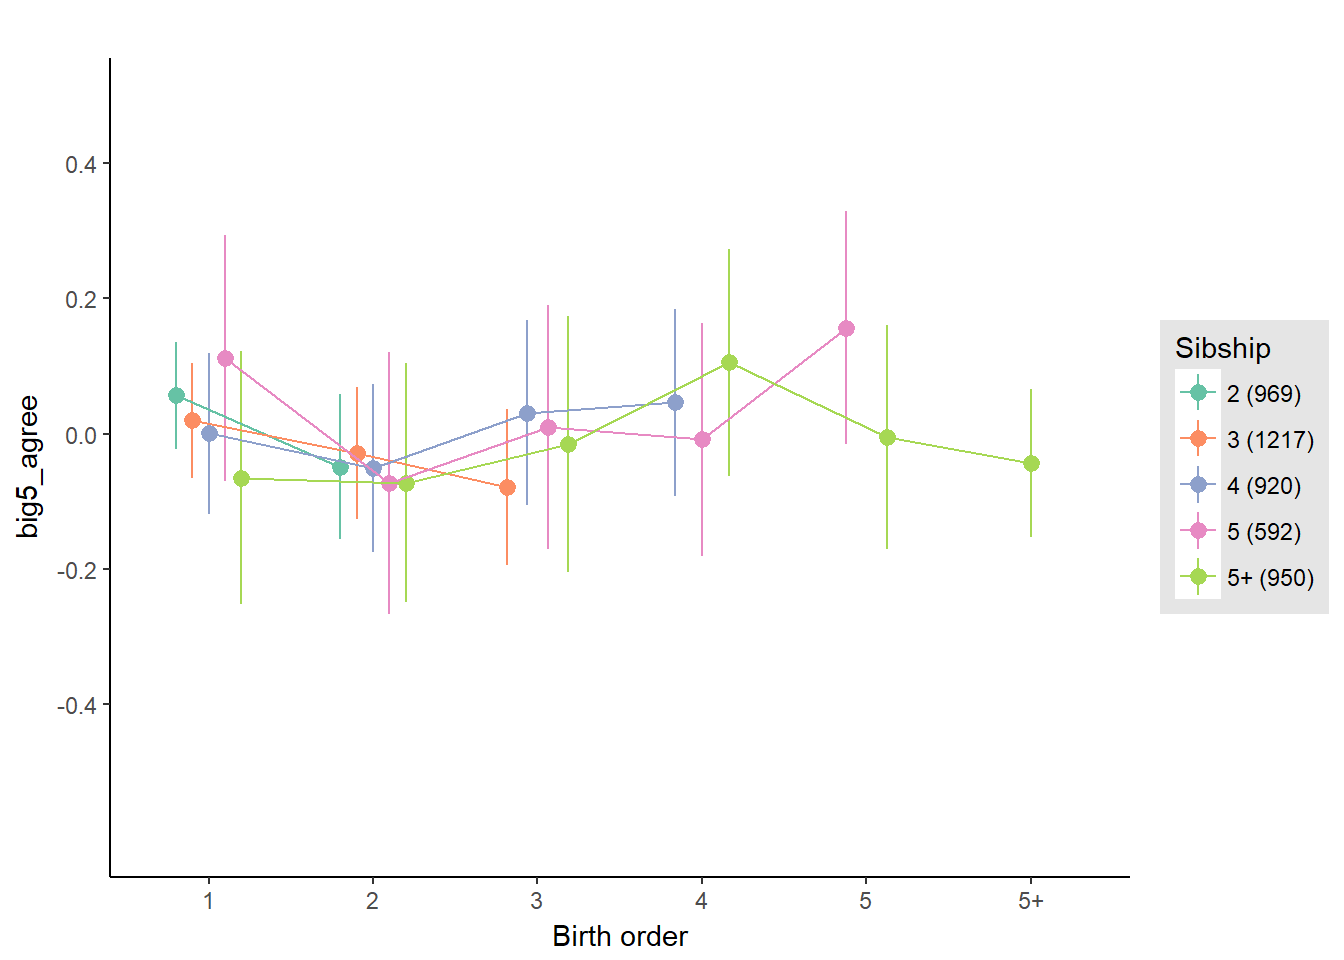 big5_agree
0.4
0.2
0.0
-0.2
-0.4
1 2 3 4 5 5+
Birth order
Sibship
2 (969)
3 (1217)
4 (920)
5 (592)
5+ (950)